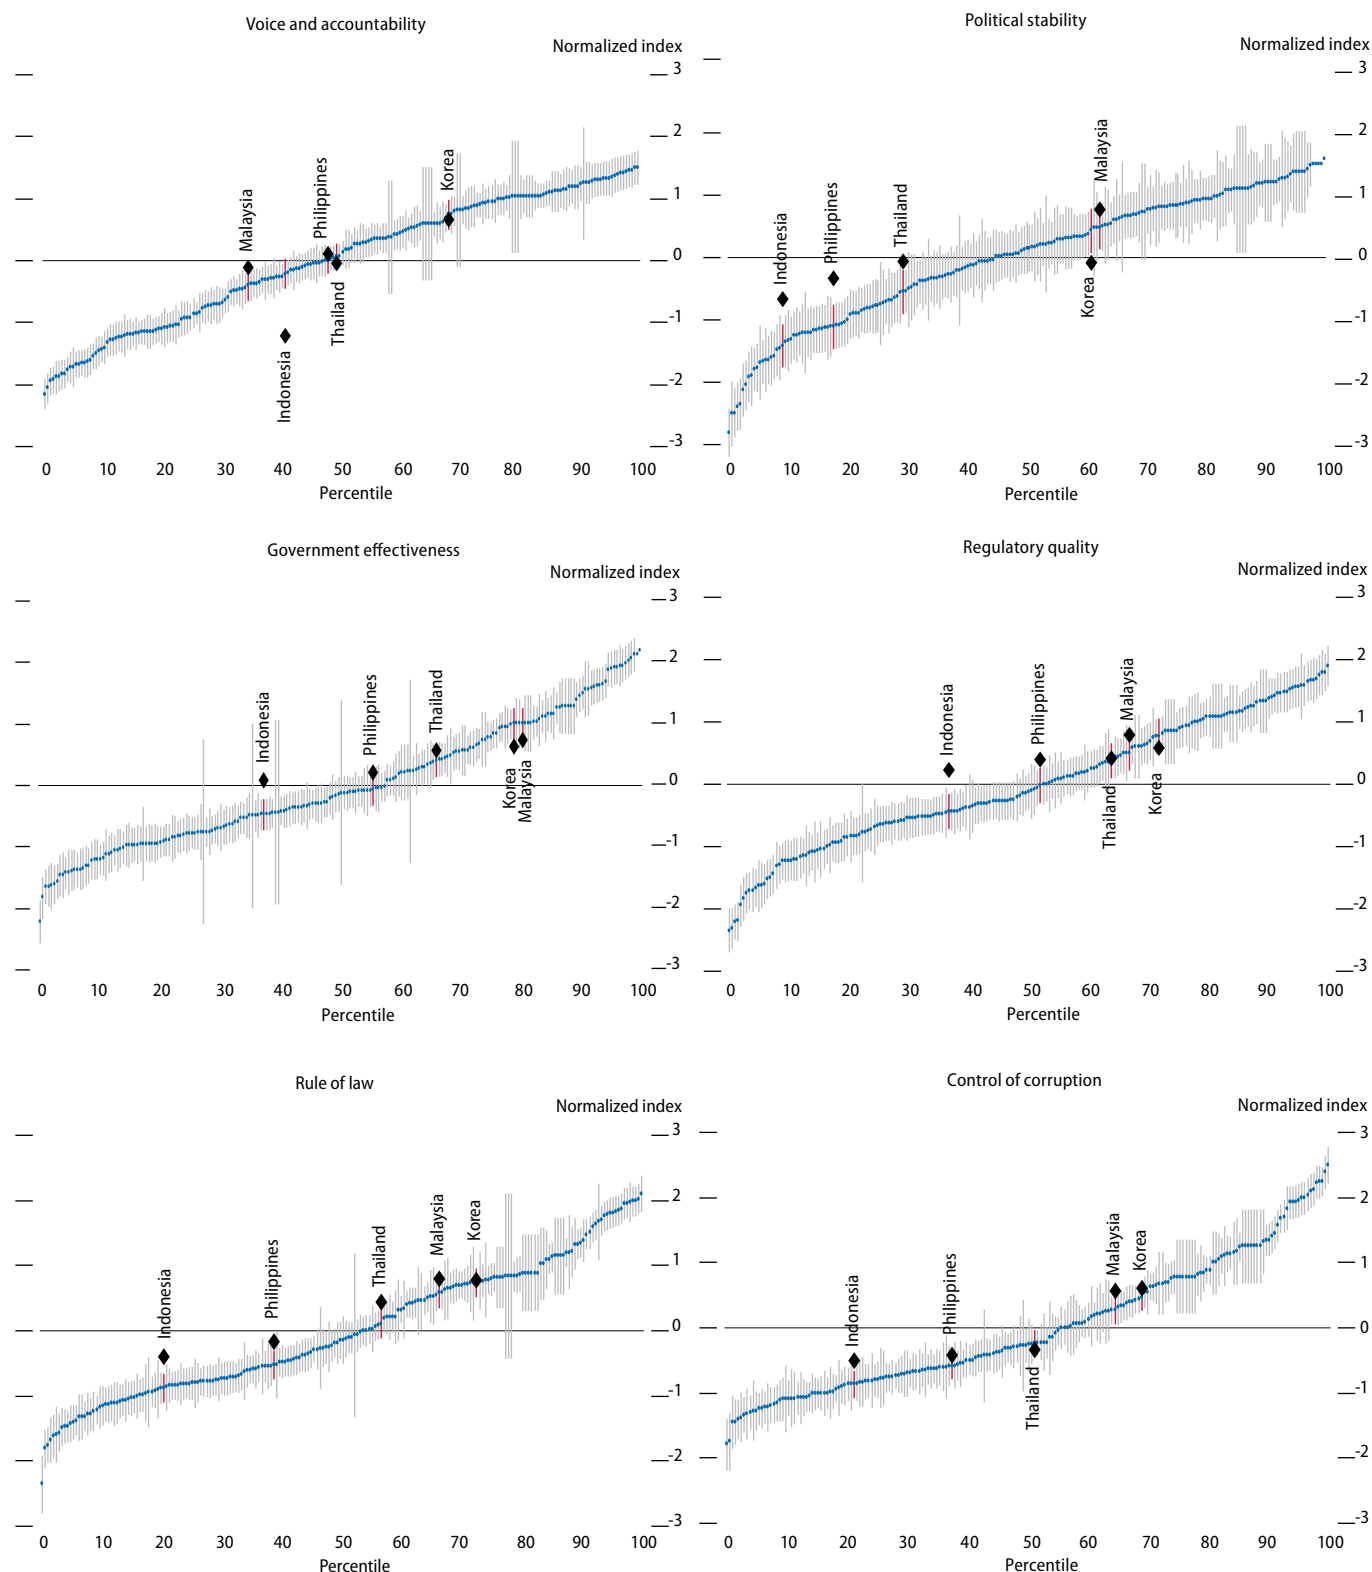 Voice and accountability
Normalized index
3
2
1
0
-1
-2
-3
Malaysia
Indonesia
Philippines
Thailand
Korea
0 10 20 30 40 50 60 70 80 90 100
Percentile
Political stability
Normalized index
3
2
1
0
-1
-2
-3
Indonesia
Philippines
Thailand
Korea
Malaysia
0 10 20 30 40 50 60 70 80 90 100
Percentile
Government effectiveness
Normalized index
3
2
1
0
-1
-2
-3
Indonesia
Philippines
Thailand
Korea
Malaysia
0 10 20 30 40 50 60 70 80 90 100
Percentile
Regulatory quality
Normalized index
3
2
1
0
-1
-2
-3
Indonesia
Philippines
Thailand
Malaysia
Korea
0 10 20 30 40 50 60 70 80 90 100
Percentile
Rule of law
Normalized index
3
2
1
0
-1
-2
-3
Indonesia
Philippines
Thailand
Malaysia
Korea
0 10 20 30 40 50 60 70 80 90 100
Percentile
Control of corruption
Normalized index
3
2
1
0
-1
-2
-3
Indonesia
Philippines
Thailand
Malaysia
Korea
0 10 20 30 40 50 60 70 80 90 100
Percentile